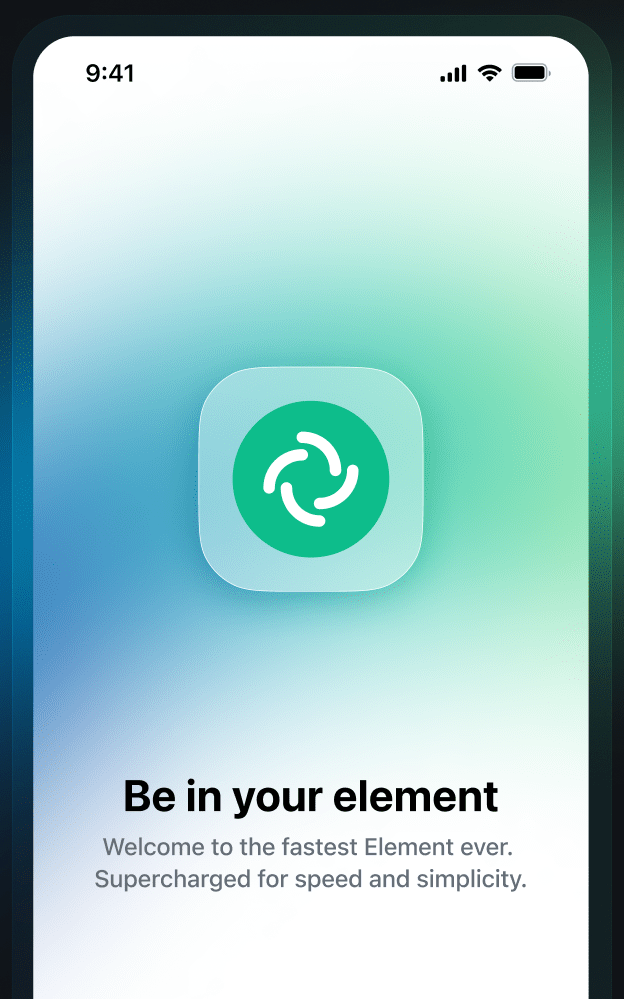 9:41
Be in your element
Welcome to the fastest Element ever.
Supercharged for speed and simplicity.